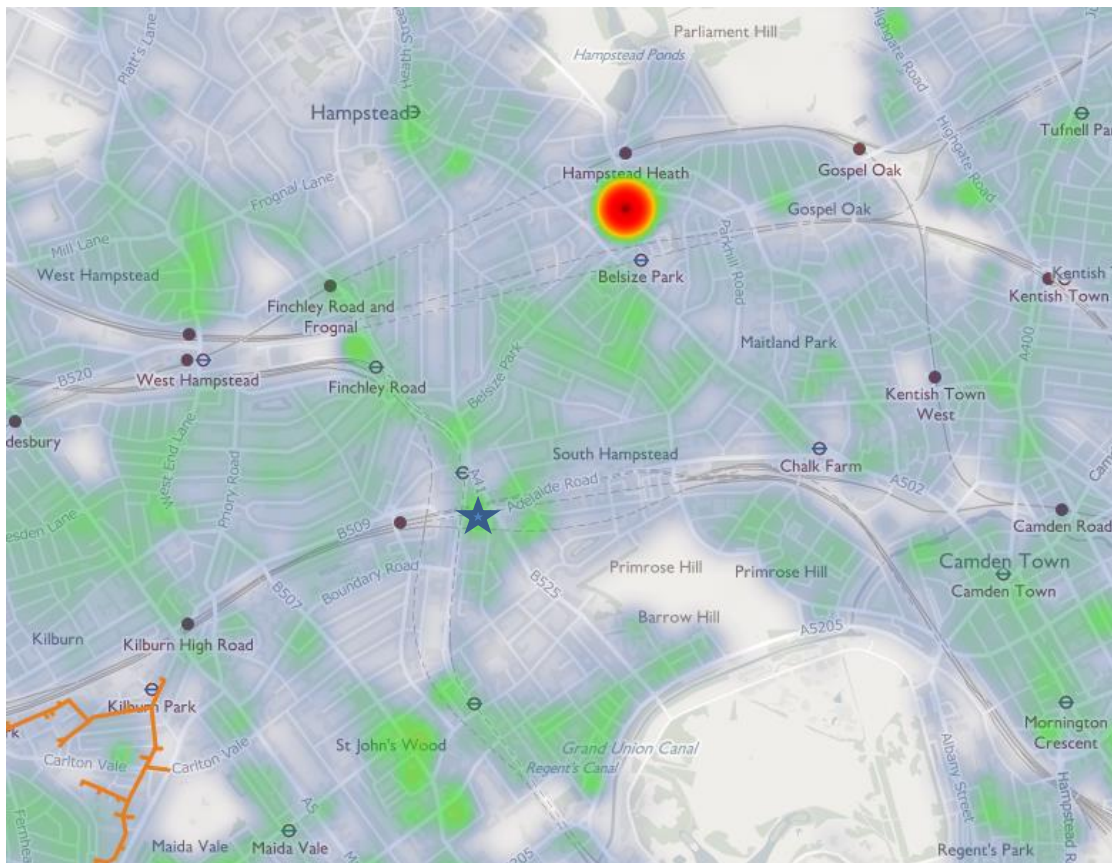 Platt's Lane
Heath Street
Parliament Hill
Hampstead Ponds
Highgate Road
Hampstead
Highgate Road
Hampstead Heath
Gospel Oak
Frognal Lane
Gospel Oak
Mill Lane
West Hampstead
Parkhill Road
Belsize Park
Kentish Town
Finchley Road and
Frognal
A400
Maitland Park
B520
West Hampstead
Finchley Road
Belsize Park
Kentish Town
West
desbury
West End Lane
Priory Road
South Hampstead
Chalk Farm
A41
Adelaide Road
A502
esden Lane
B509
Camden Road
Boundary Road
B507
B525
Primrose Hill
Primrose Hill
Camden Town
Camden Town
Barrow Hill
Kilburn
Kilburn High Road
A5205
Kilburn Park
Mornington
Crescent
St John's Wood
Grand Union Canal
Regent's Canal
Carlton Vale
Carlton Vale
Albany Street
A5
Maida Vale
Maida Vale
Regent's Park